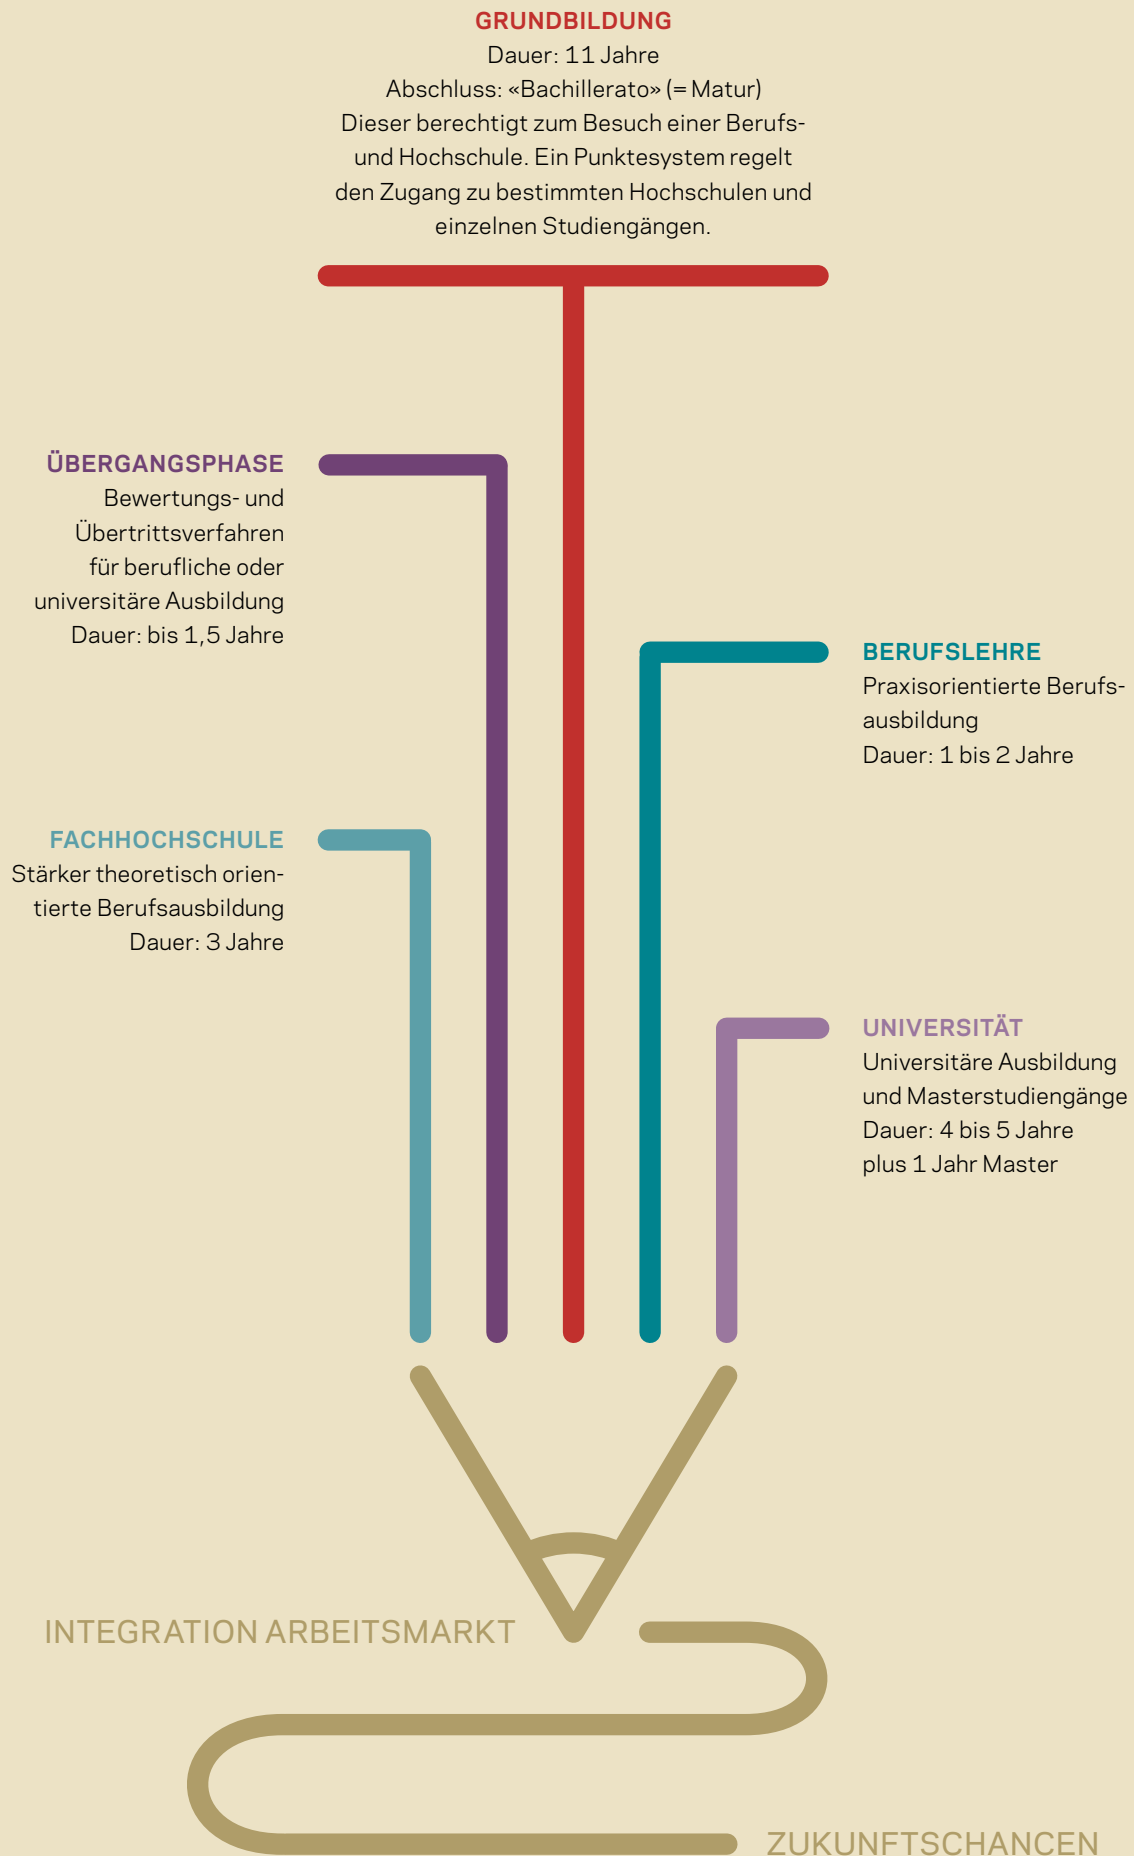 GRUNDBILDUNG
Dauer: 11 Jahre
Abschluss: «Bachillerato» (= Matur)
Dieser berechtigt zum Besuch einer Berufs-
und Hochschule. Ein Punktesystem regelt
den Zugang zu bestimmten Hochschulen und
einzelnen Studiengängen.
ÜBERGANGSPHASE
Bewertungs- und
Übertrittsverfahren
für berufliche oder
universitäre Ausbildung
Dauer: bis 1,5 Jahre
BERUFSLEHRE
Praxisorientierte Berufs-
ausbildung
Dauer: 1 bis 2 Jahre
FACHHOCHSCHULE
Stärker theoretisch orien-
tierte Berufsausbildung
Dauer: 3 Jahre
UNIVERSITÄT
Universitäre Ausbildung
und Masterstudiengänge
Dauer: 4 bis 5 Jahre
plus 1 Jahr Master
INTEGRATION ARBEITSMARKT
ZUKUNFTSCHANCEN